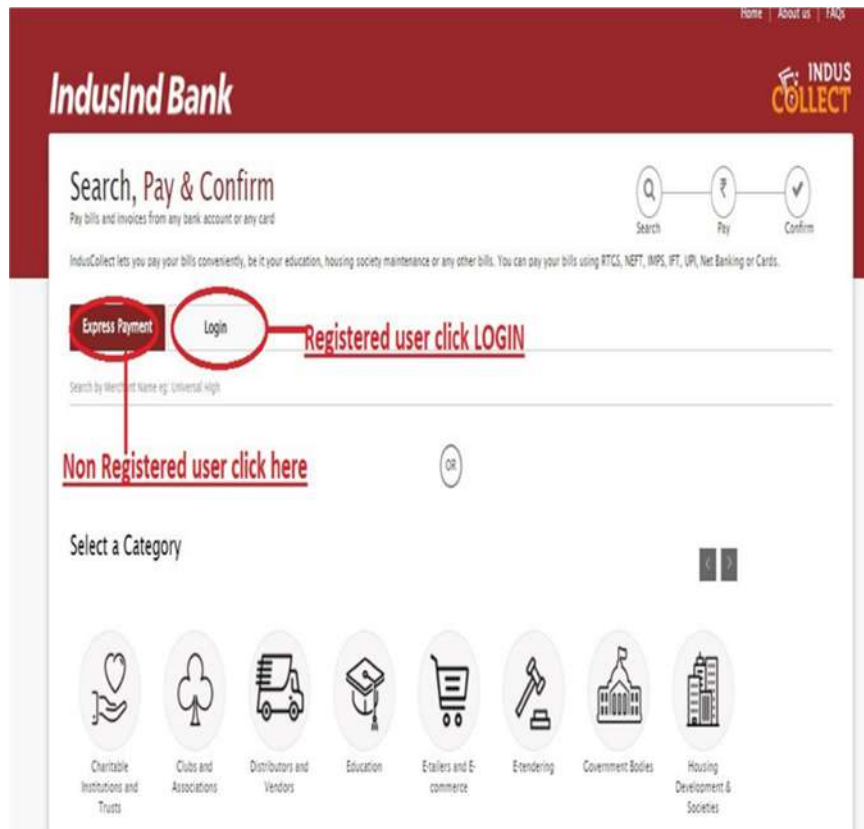 Home | About us | FAQs
IndusInd Bank
INDUS
COLLECT
Search, Pay & Confirm
Pay bills and invoices from any bank account or any card
₹
Search
Pay
Confirm
IndusCollect lets you pay your bills conveniently, be it your education, housing society maintenance or any other bills. You can pay your bills using RTGS, NEFT, IMPS, IFT, UPI, Net Banking or Cards.
Express Payment
Login
Registered user click LOGIN
Search by Merchant Name eg: Universal High
Non Registered user click here
OR
Select a Category
< >
Charitable
Institutions and
Trusts
Clubs and
Associations
Distributors and
Vendors
Education
E-tailers and E-
commerce
E-tendering
Government Bodies
Housing
Development &
Societies